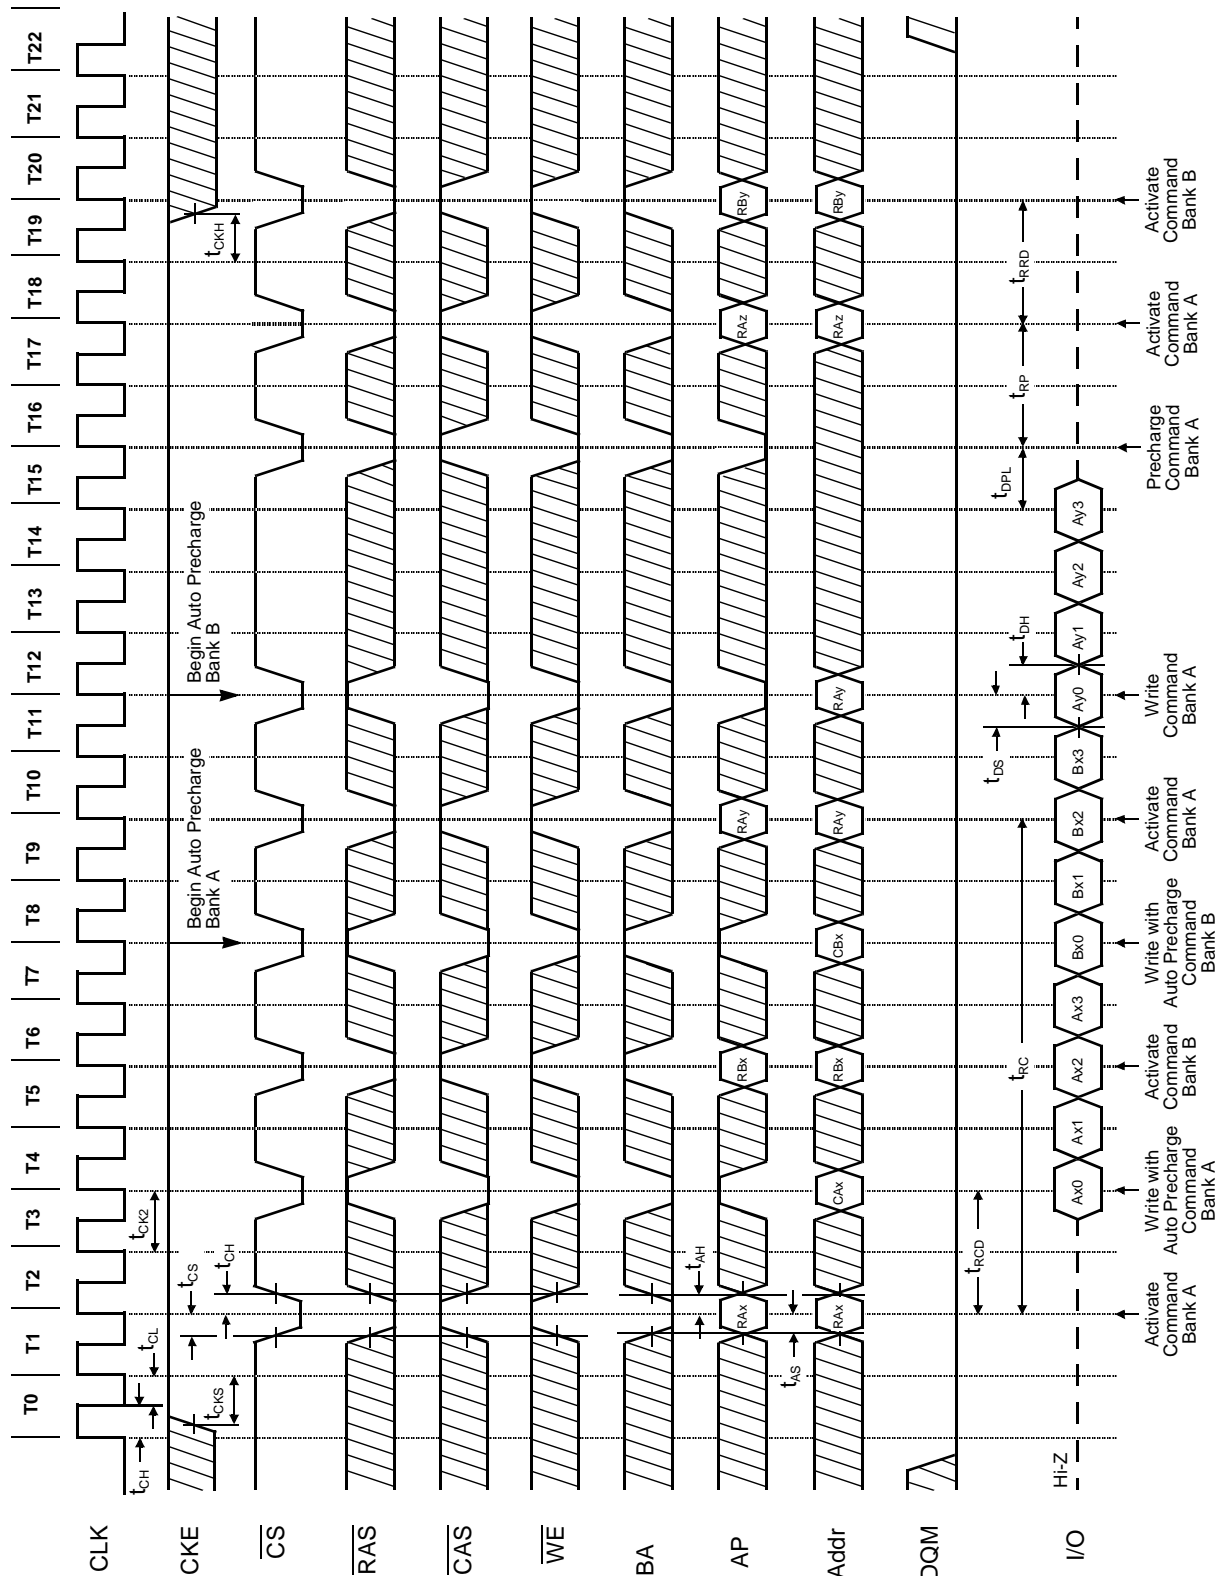 T0 T1 T2 T3 T4 T5 T6 T7 T8 T9 T10 T11 T12 T13 T14 T15 T16 T17 T18 T19 T20 T21 T22
CLK
tCH
tCL
tCK2
CKE
tCKS
tCS
tCH
Begin Auto Precharge
Bank A
Begin Auto Precharge
Bank B
tCKH
CS
RAS
CAS
WE
BA
tAH
AP
RAx
RBx
RAy
RAz
RBy
tAS
Addr
RAx
CAx
RBx
CBx
RAy
RAy
RAz
RBy
DQM
tRCD
tRC
tDS
tDH
tDPL
tRP
tRRD
I/O
Hi-Z
Ax0
Ax1
Ax2
Ax3
Bx0
Bx1
Bx2
Bx3
Ay0
Ay1
Ay2
Ay3
Activate
Command
Bank A
Write with
Auto Precharge
Command
Bank A
Activate
Command
Bank B
Write with
Auto Precharge
Command
Bank B
Activate
Command
Bank A
Write
Command
Bank A
Precharge
Command
Bank A
Activate
Command
Bank A
Activate
Command
Bank B